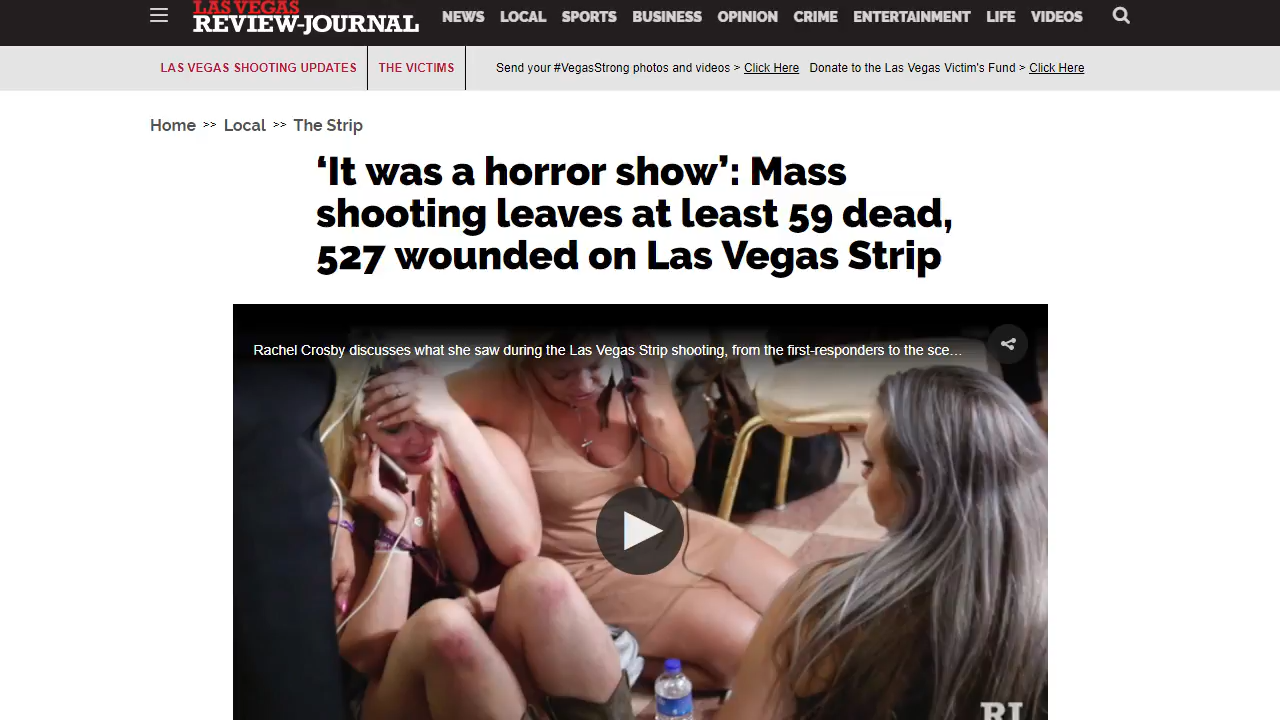 LAS VEGAS
REVIEW-JOURNAL
NEWS LOCAL SPORTS BUSINESS OPINION CRIME ENTERTAINMENT LIFE VIDEOS
LAS VEGAS SHOOTING UPDATES THE VICTIMS Send your #VegasStrong photos and videos > Click Here Donate to the Las Vegas Victim's Fund > Click Here
Home >> Local >> The Strip
‘It was a horror show’: Mass
shooting leaves at least 59 dead,
527 wounded on Las Vegas Strip
Rachel Crosby discusses what she saw during the Las Vegas Strip shooting, from the first-responders to the sce...
RJ